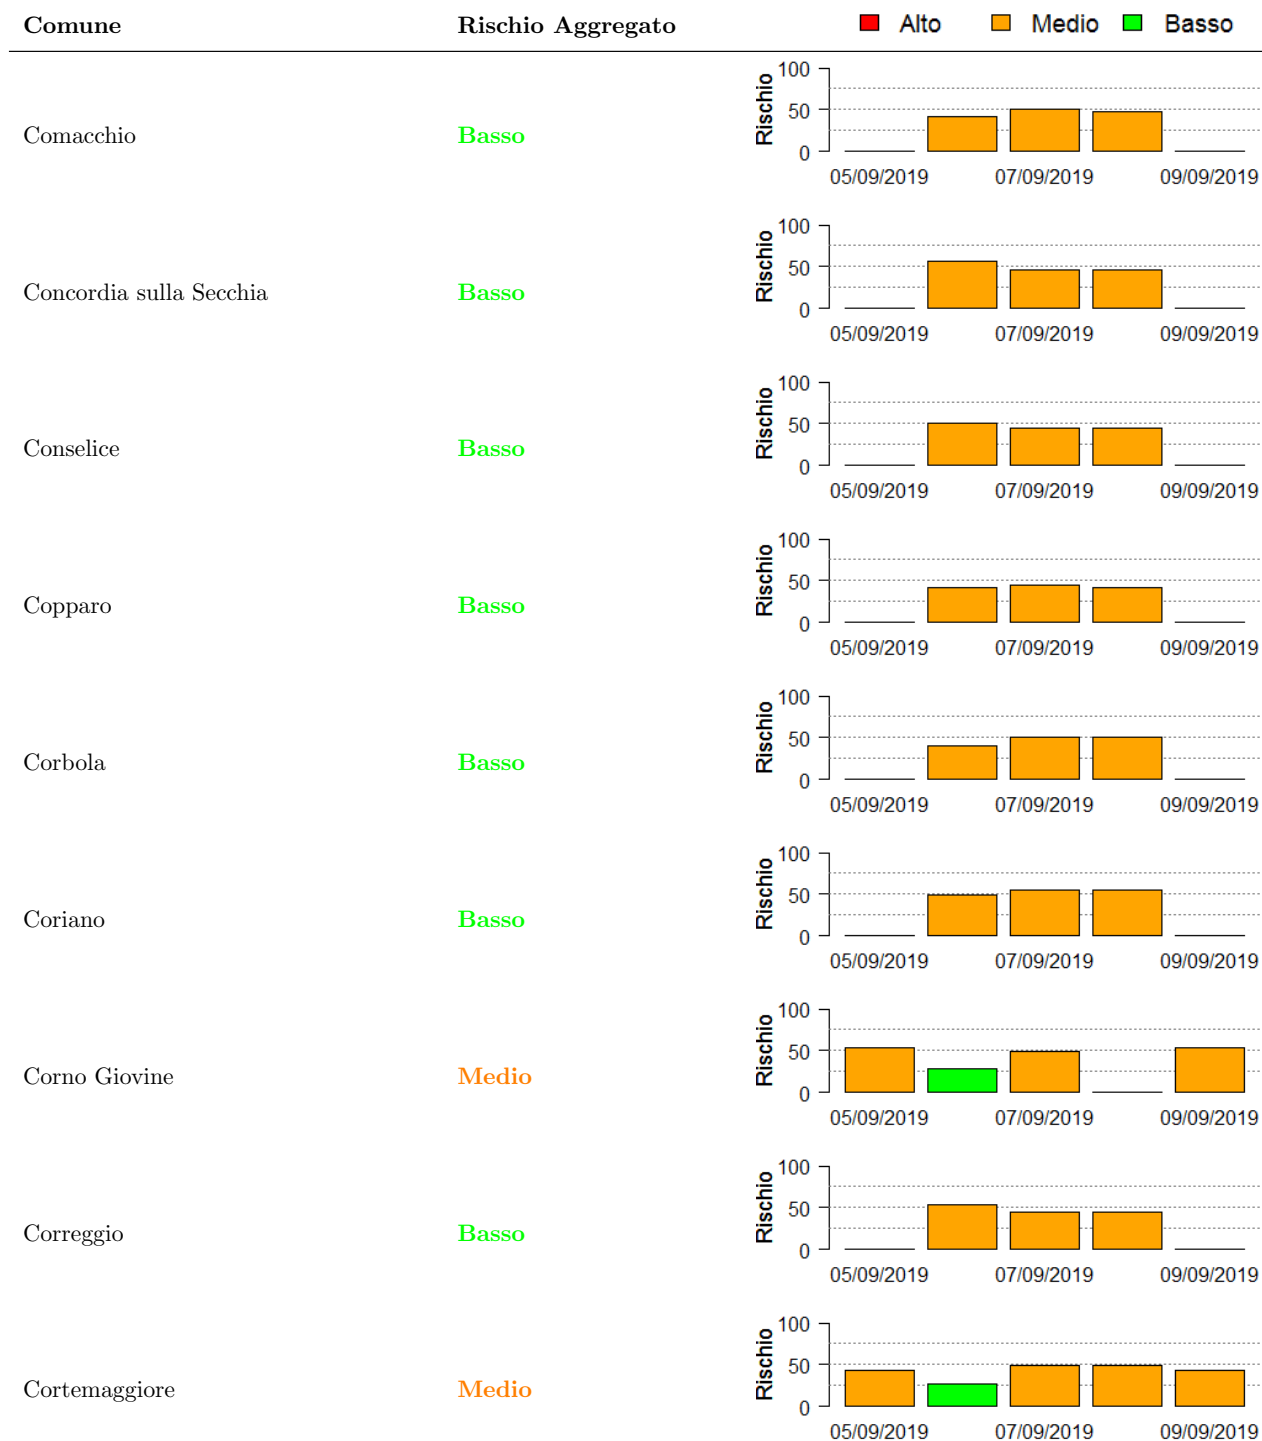 Comune Rischio Aggregato Alto Medio Basso
100
50
0
Rischio
Comacchio Basso
05/09/2019 07/09/2019 09/09/2019
100
50
0
Rischio
Concordia sulla Secchia Basso
05/09/2019 07/09/2019 09/09/2019
100
50
0
Rischio
Conselice Basso
05/09/2019 07/09/2019 09/09/2019
100
50
0
Rischio
Copparo Basso
05/09/2019 07/09/2019 09/09/2019
100
50
0
Rischio
Corbola Basso
05/09/2019 07/09/2019 09/09/2019
100
50
0
Rischio
Coriano Basso
05/09/2019 07/09/2019 09/09/2019
100
50
0
Rischio
Corno Giovine Medio
05/09/2019 07/09/2019 09/09/2019
100
50
0
Rischio
Correggio Basso
05/09/2019 07/09/2019 09/09/2019
100
50
0
Rischio
Cortemaggiore Medio
05/09/2019 07/09/2019 09/09/2019